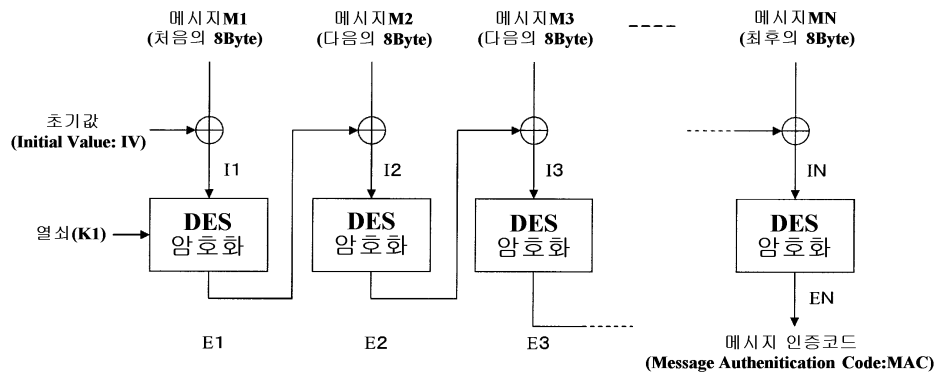 메시지M1
(처음의 8Byte)
메시지M2
(다음의 8Byte)
메시지M3
(다음의 8Byte)
메시지MN
(최후의 8Byte)
초기값
(Initial Value: IV)
I1
I2
I3
IN
열쇠(K1)
DES
암호화
DES
암호화
DES
암호화
DES
암호화
E1
E2
E3
EN
메시지 인증코드
(Message Authenitication Code:MAC)